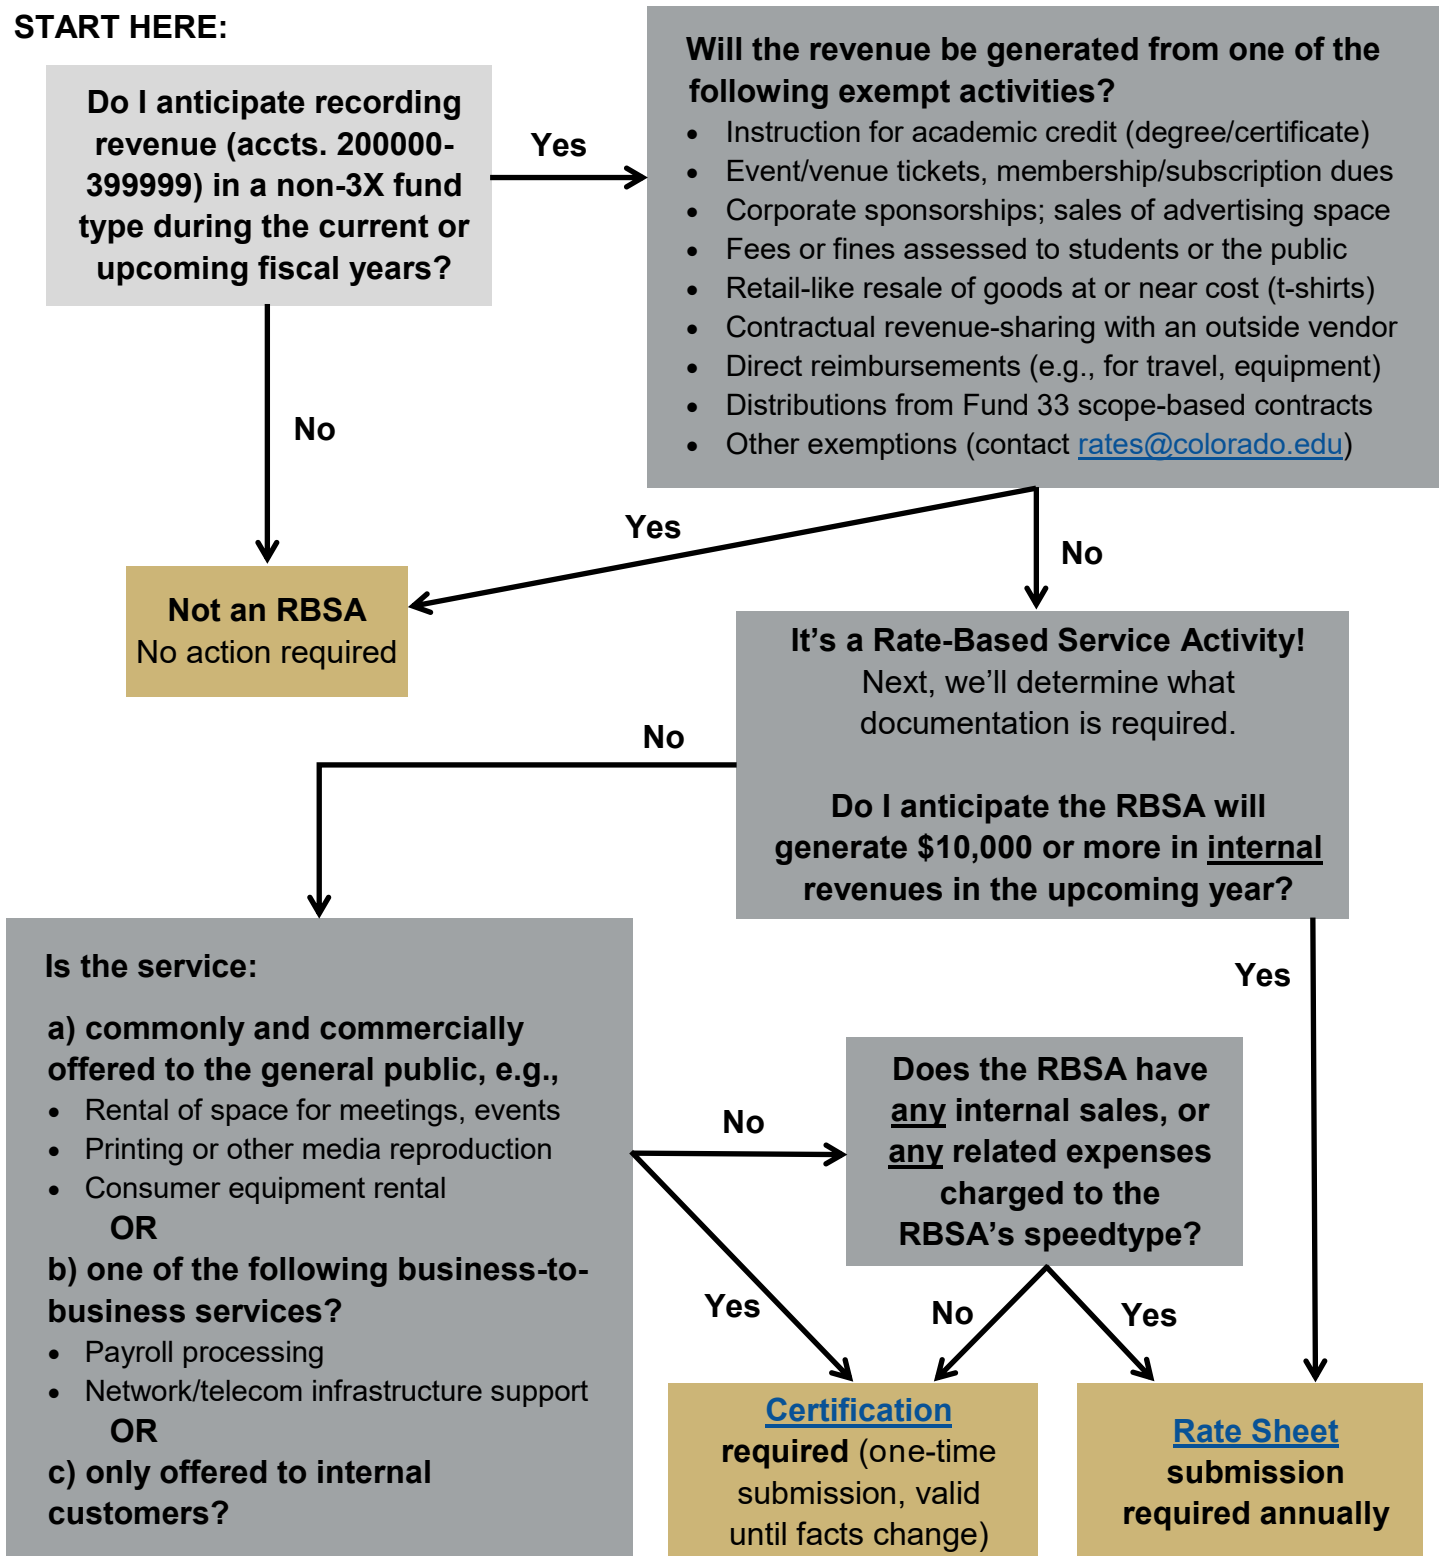 START HERE:
Do I anticipate recording
revenue (accts. 200000-
399999) in a non-3X fund
type during the current or
upcoming fiscal years?
Yes
Will the revenue be generated from one of the
following exempt activities?
• Instruction for academic credit (degree/certificate)
• Event/venue tickets, membership/subscription dues
• Corporate sponsorships; sales of advertising space
• Fees or fines assessed to students or the public
• Retail-like resale of goods at or near cost (t-shirts)
• Contractual revenue-sharing with an outside vendor
• Direct reimbursements (e.g., for travel, equipment)
• Distributions from Fund 33 scope-based contracts
• Other exemptions (contact rates@colorado.edu)
No
Yes
No
Not an RBSA
No action required
It's a Rate-Based Service Activity!
Next, we'll determine what
documentation is required.
Do I anticipate the RBSA will
generate $10,000 or more in internal
revenues in the upcoming year?
No
Yes
Is the service:
a) commonly and commercially
offered to the general public, e.g.,
• Rental of space for meetings, events
• Printing or other media reproduction
• Consumer equipment rental
OR
b) one of the following business-to-
business services?
• Payroll processing
• Network/telecom infrastructure support
OR
c) only offered to internal
customers?
No
Yes
Does the RBSA have
any internal sales, or
any related expenses
charged to the
RBSA's speedtype?
No
Yes
Certification
required (one-time
submission, valid
until facts change)
Rate Sheet
submission
required annually